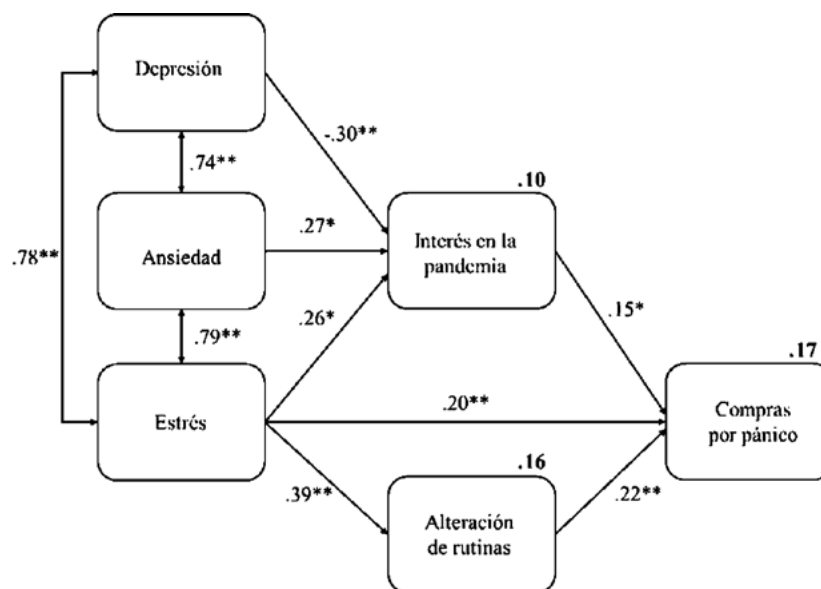 Depresión
-.30**
.74**
.10
.27*
Interés en la
pandemia
Ansiedad
.78**
.15*
.26*
.79**
.17
Estrés
.20**
Compras
por pánico
.16
.39**
.22**
Alteración
de rutinas